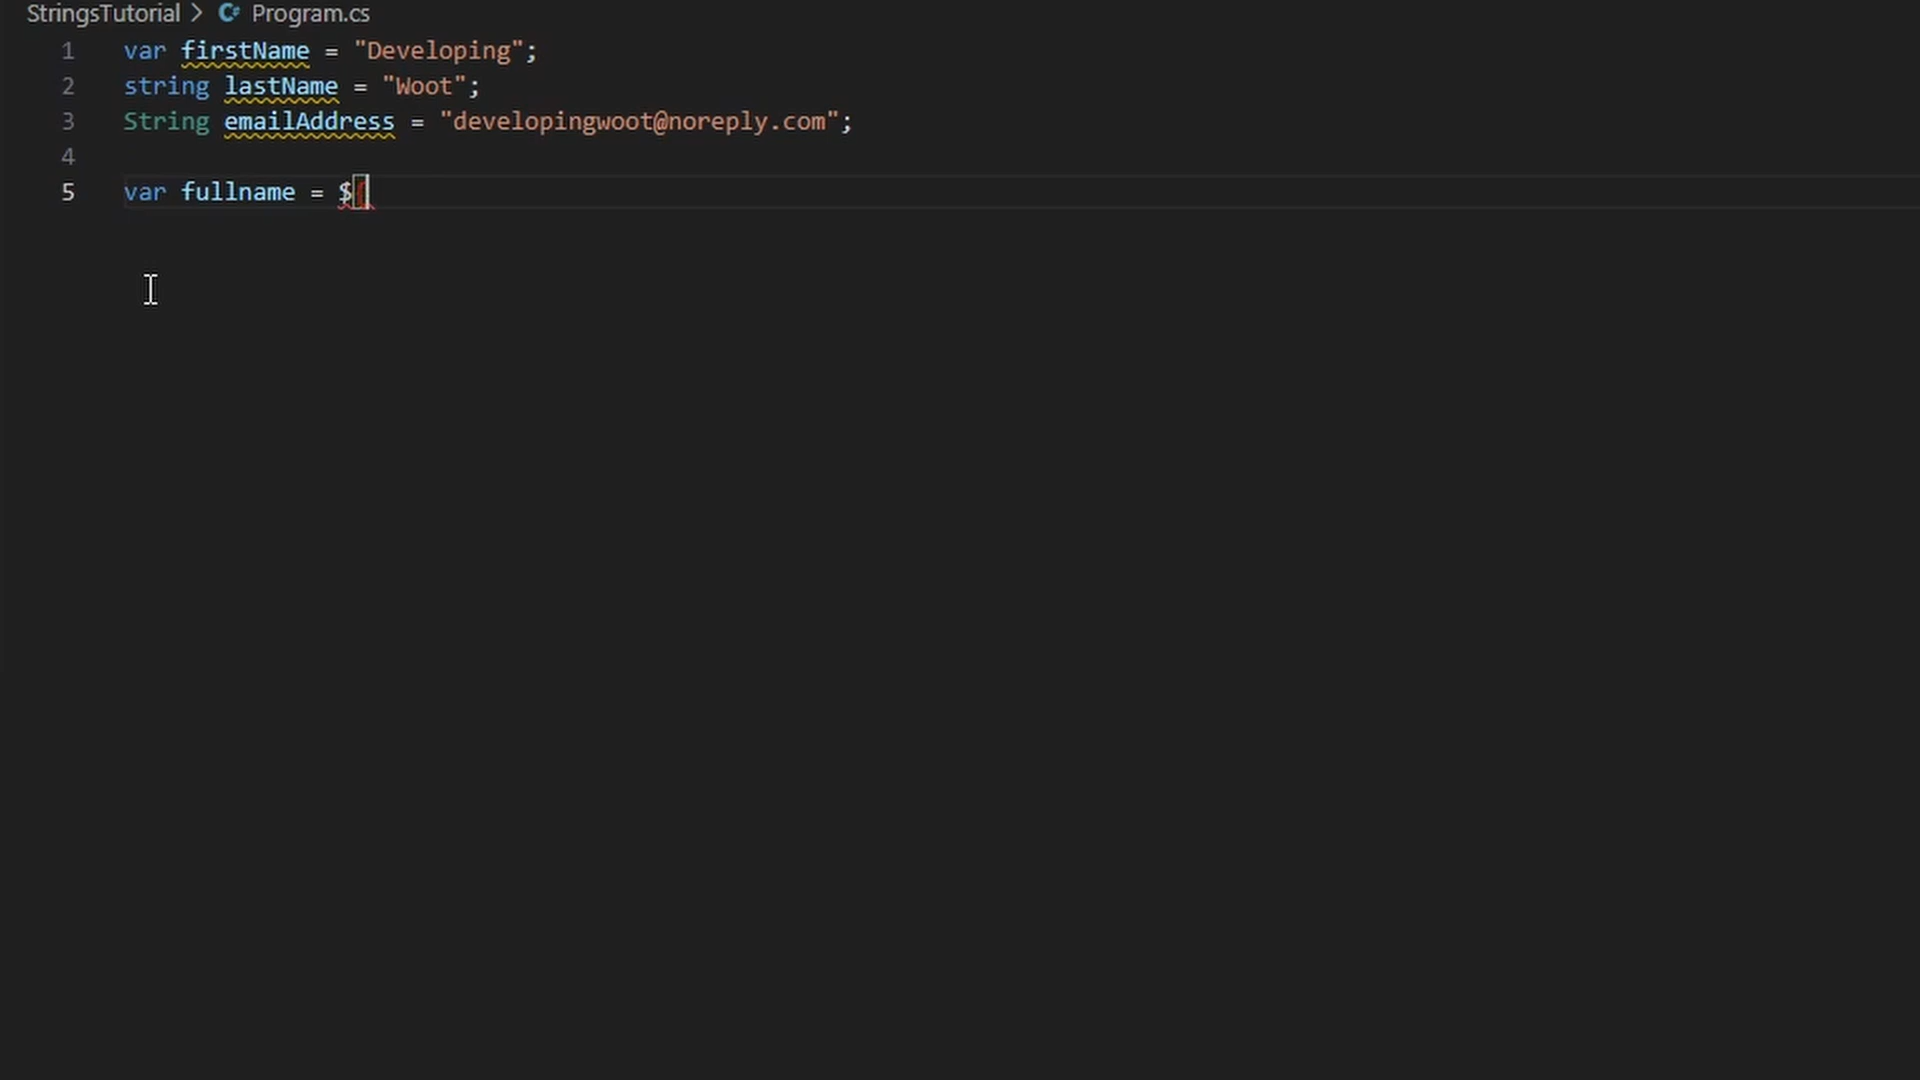 StringsTutorial > C# Program.cs
1 var firstName = "Developing";
2 string lastName = "Woot";
3 String emailAddress = "developingwoot@noreply.com";
4
5 var fullname = $